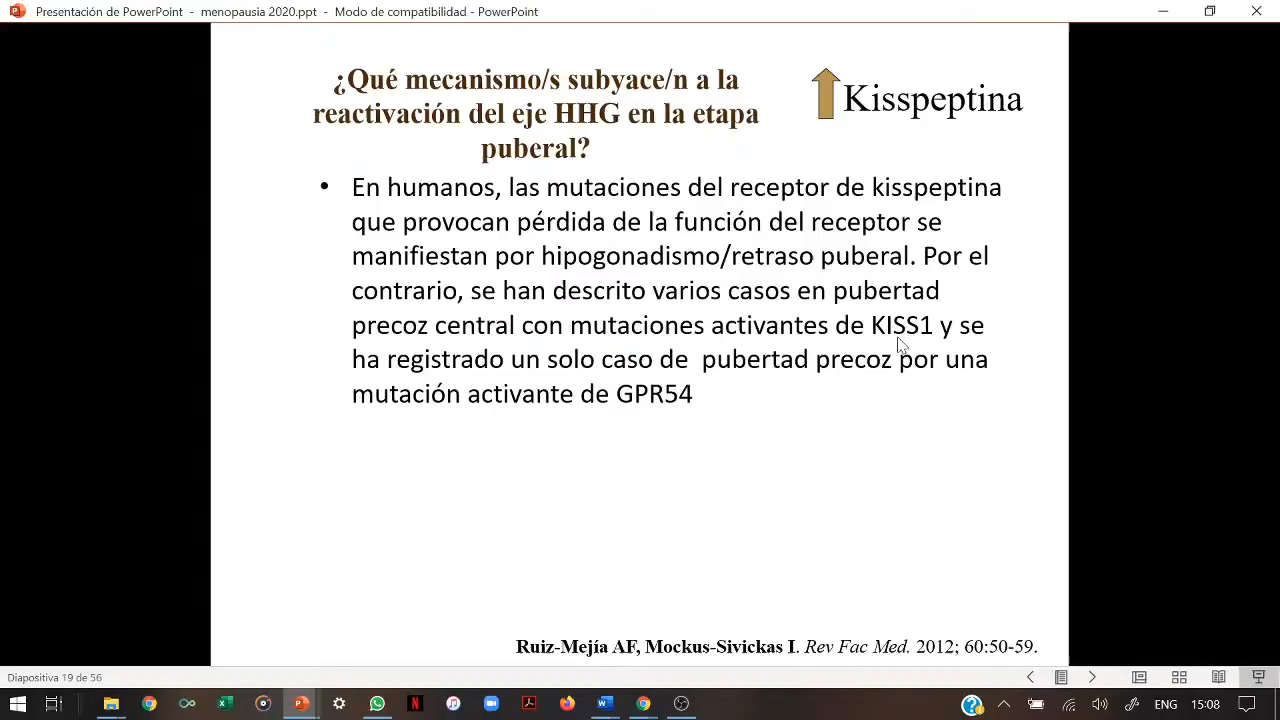 Presentación de PowerPoint - menopausia 2020.ppt - Modo de compatibilidad - PowerPoint
¿Qué mecanismo/s subyace/n a la
reactivación del eje HHG en la etapa
puberal?
Kisspeptina
• En humanos, las mutaciones del receptor de kisspeptina
que provocan pérdida de la función del receptor se
manifiestan por hipogonadismo/retraso puberal. Por el
contrario, se han descrito varios casos en pubertad
precoz central con mutaciones activantes de KISS1 y se
ha registrado un solo caso de pubertad precoz por una
mutación activante de GPR54
Ruiz-Mejía AF, Mockus-Sivickas I. Rev Fac Med. 2012; 60:50-59.
Diapositiva 19 de 56
ENG 15:08